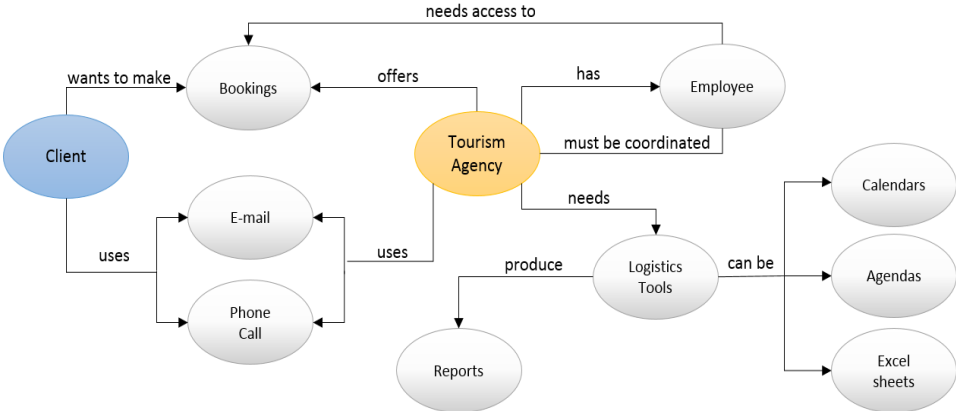 needs access to
wants to make
Bookings
offers
has
Employee
Client
Tourism
Agency
must be coordinated
Calendars
E-mail
needs
uses
uses
produce
Logistics
Tools
can be
Agendas
Phone
Call
Reports
Excel
sheets